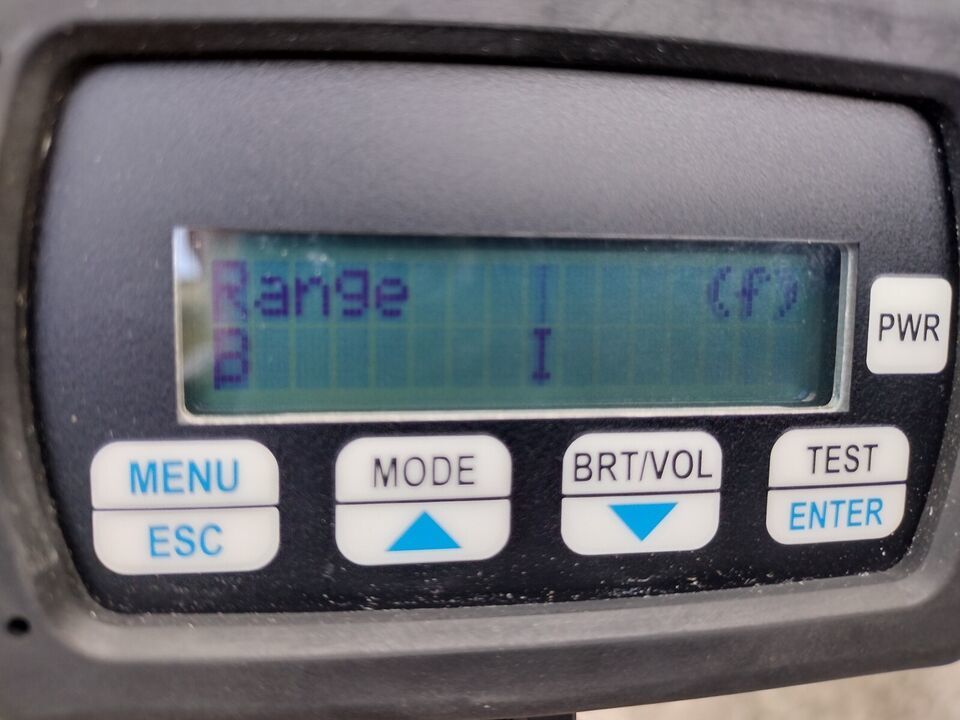 Range I (f)
B I
PWR
MENU
ESC
MODE
BRT/VOL
TEST
ENTER